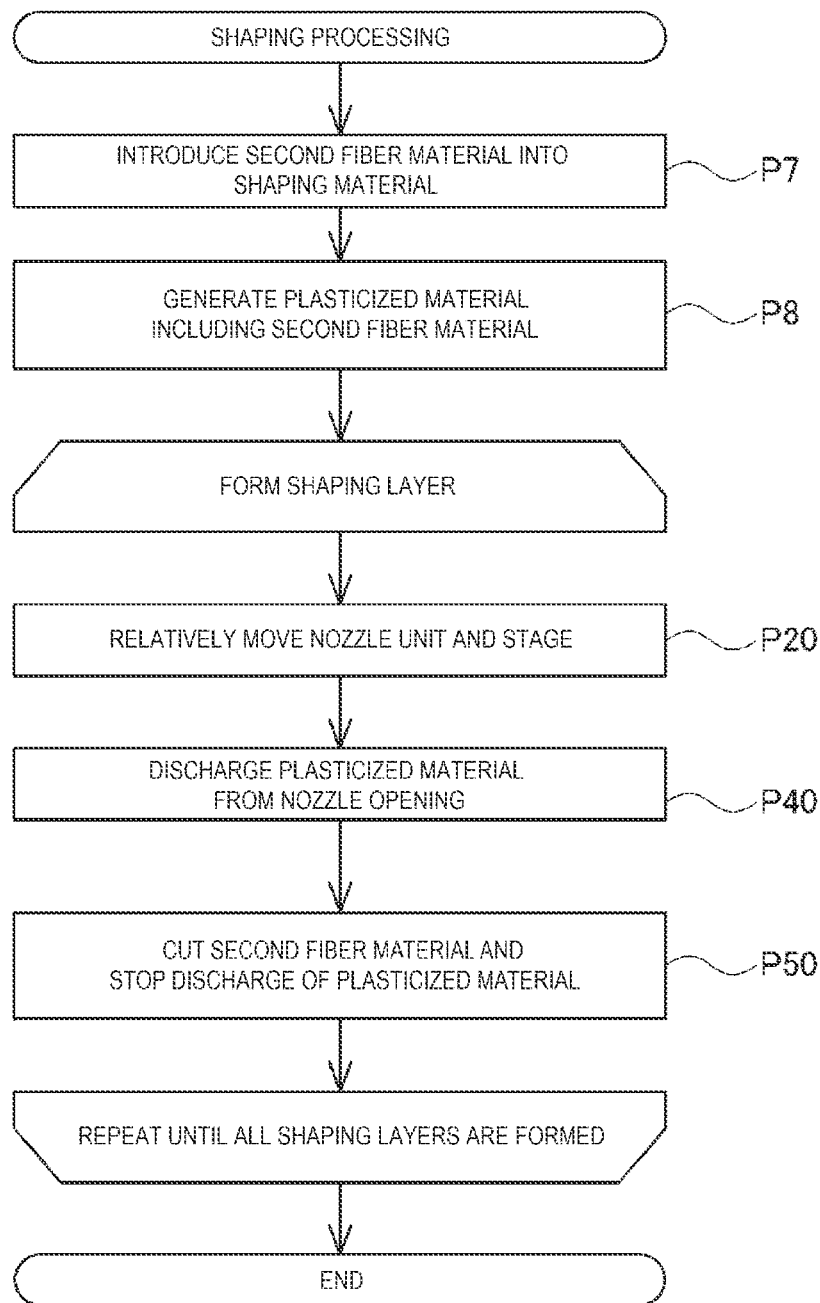 SHAPING PROCESSING
INTRODUCE SECOND FIBER MATERIAL INTO
SHAPING MATERIAL
P7
GENERATE PLASTICIZED MATERIAL
INCLUDING SECOND FIBER MATERIAL
P8
FORM SHAPING LAYER
RELATIVELY MOVE NOZZLE UNIT AND STAGE
P20
DISCHARGE PLASTICIZED MATERIAL
FROM NOZZLE OPENING
P40
CUT SECOND FIBER MATERIAL AND
STOP DISCHARGE OF PLASTICIZED MATERIAL
P50
REPEAT UNTIL ALL SHAPING LAYERS ARE FORMED
END